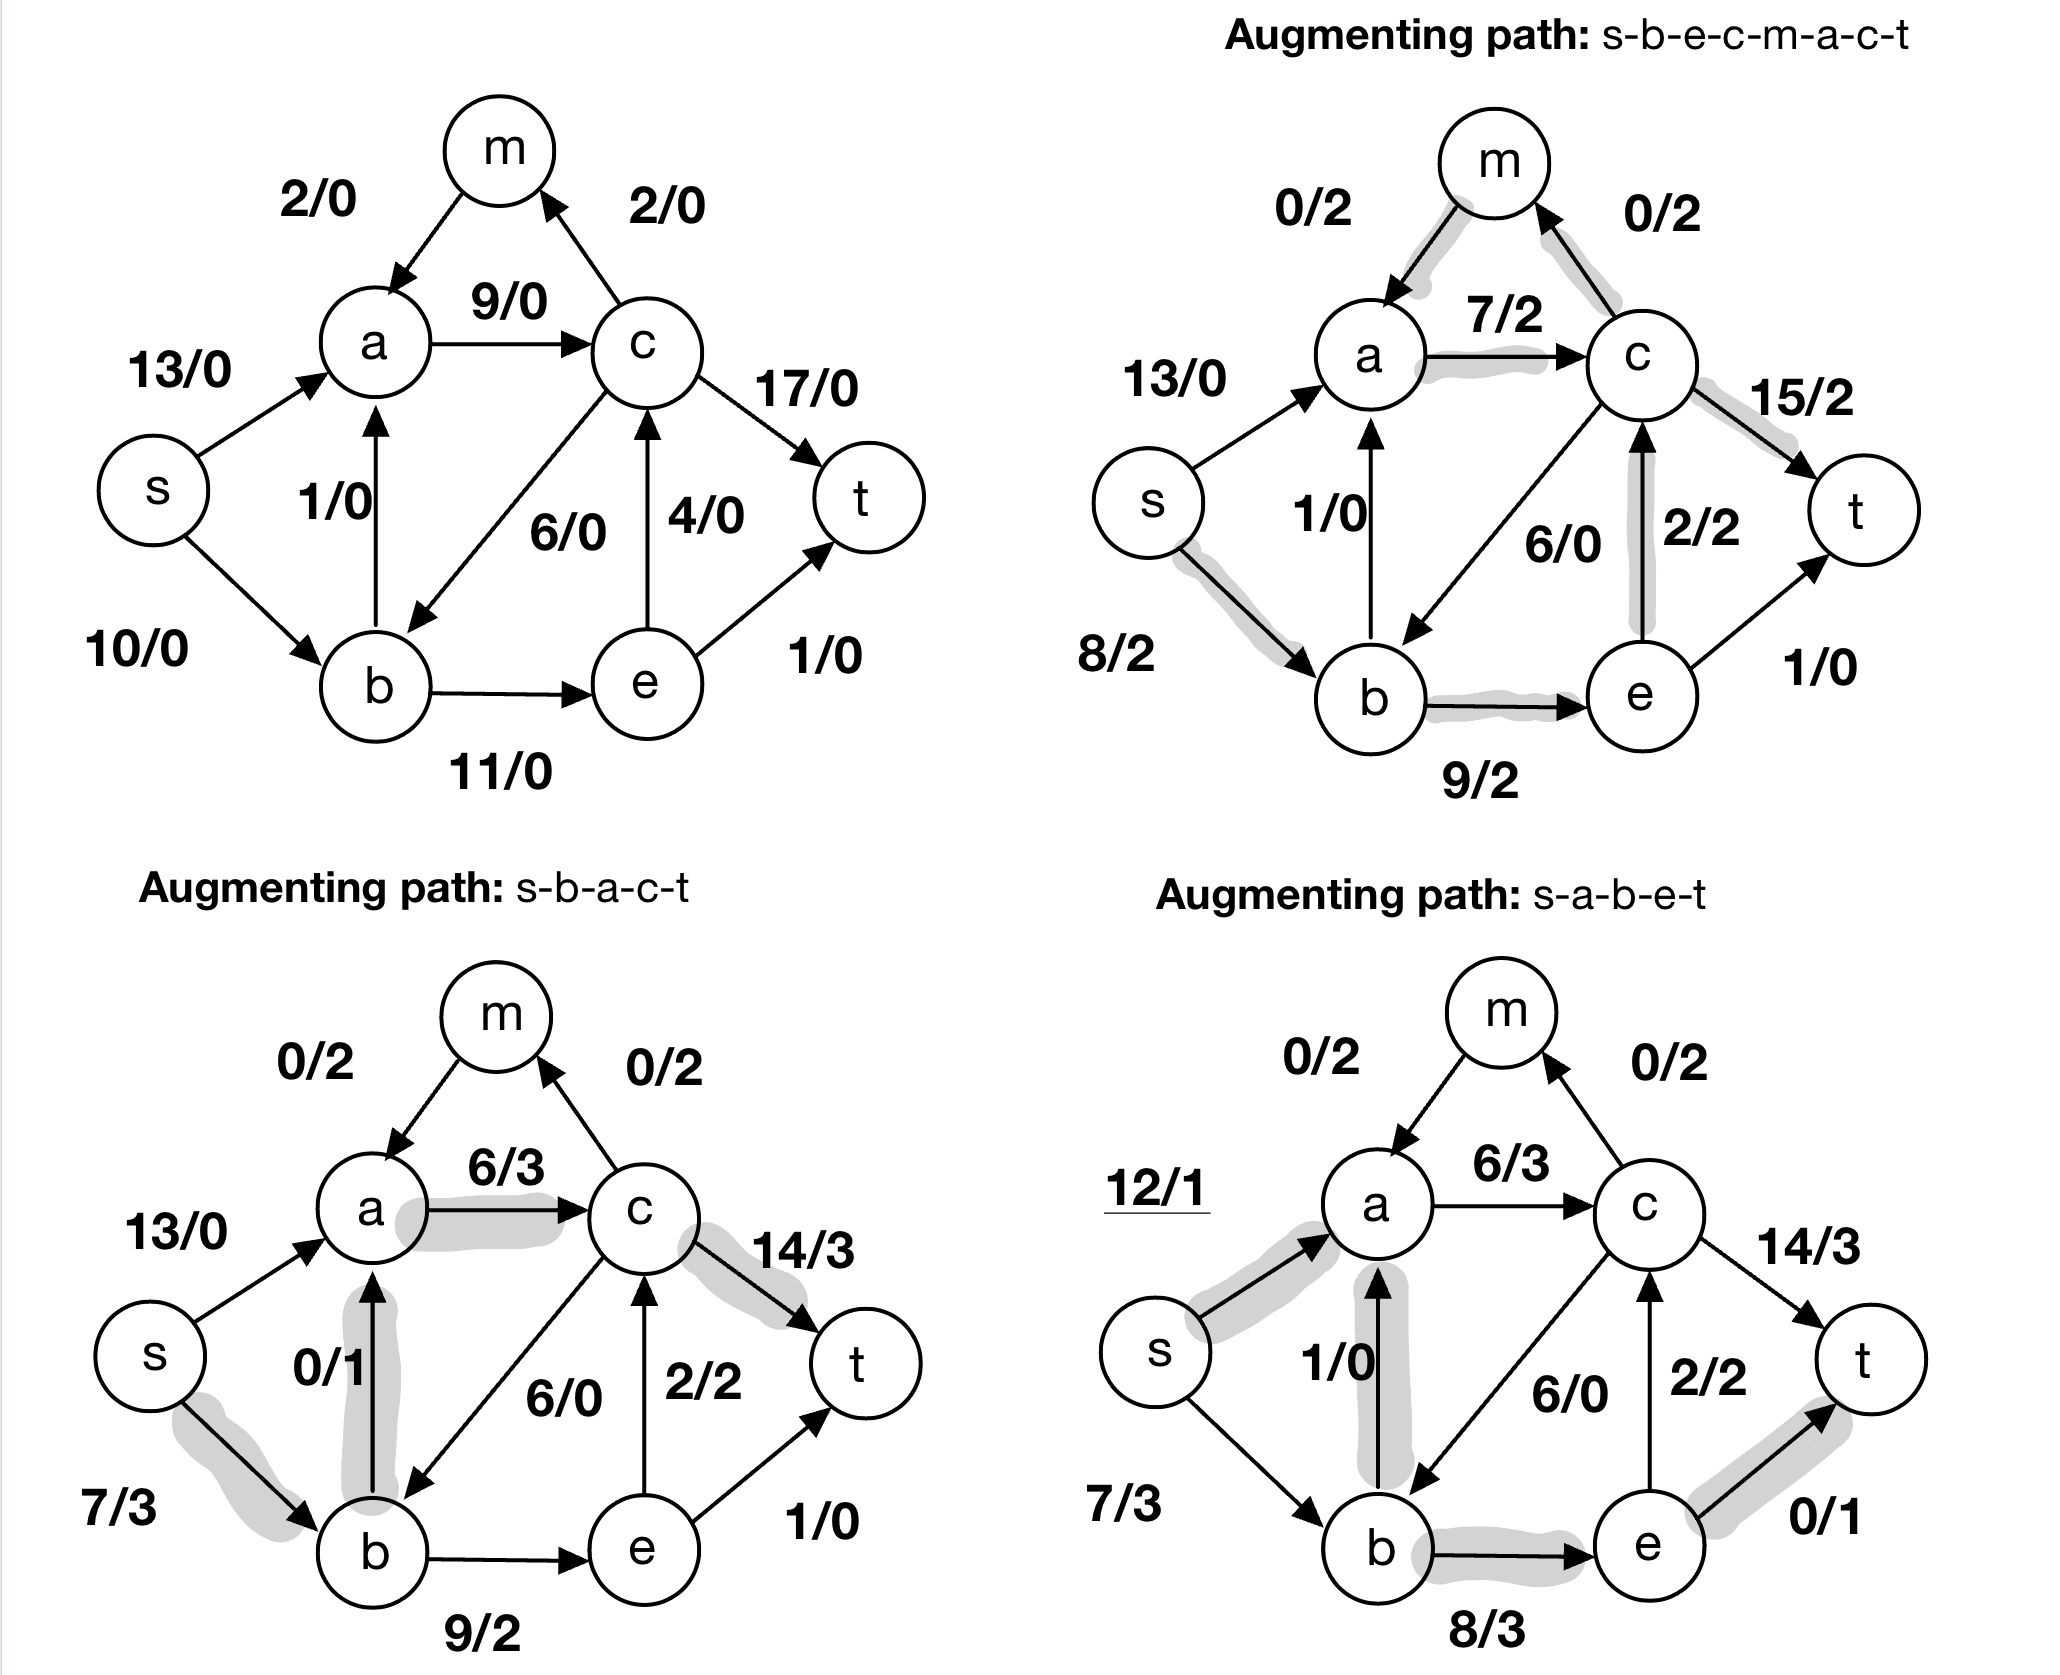 m
2/0
2/0
9/0
a
c
13/0
17/0
s
1/0
6/0
4/0
t
10/0
b
e
1/0
11/0
Augmenting path: s-b-e-c-m-a-c-t
m
0/2
0/2
7/2
a
c
13/0
15/2
s
1/0
6/0
2/2
t
8/2
b
e
1/0
9/2
Augmenting path: s-b-a-c-t
m
0/2
0/2
6/3
a
c
13/0
14/3
s
0/1
6/0
2/2
t
7/3
b
e
1/0
9/2
Augmenting path: s-a-b-e-t
m
0/2
0/2
6/3
12/1
a
c
14/3
s
1/0
6/0
2/2
t
7/3
b
e
0/1
8/3